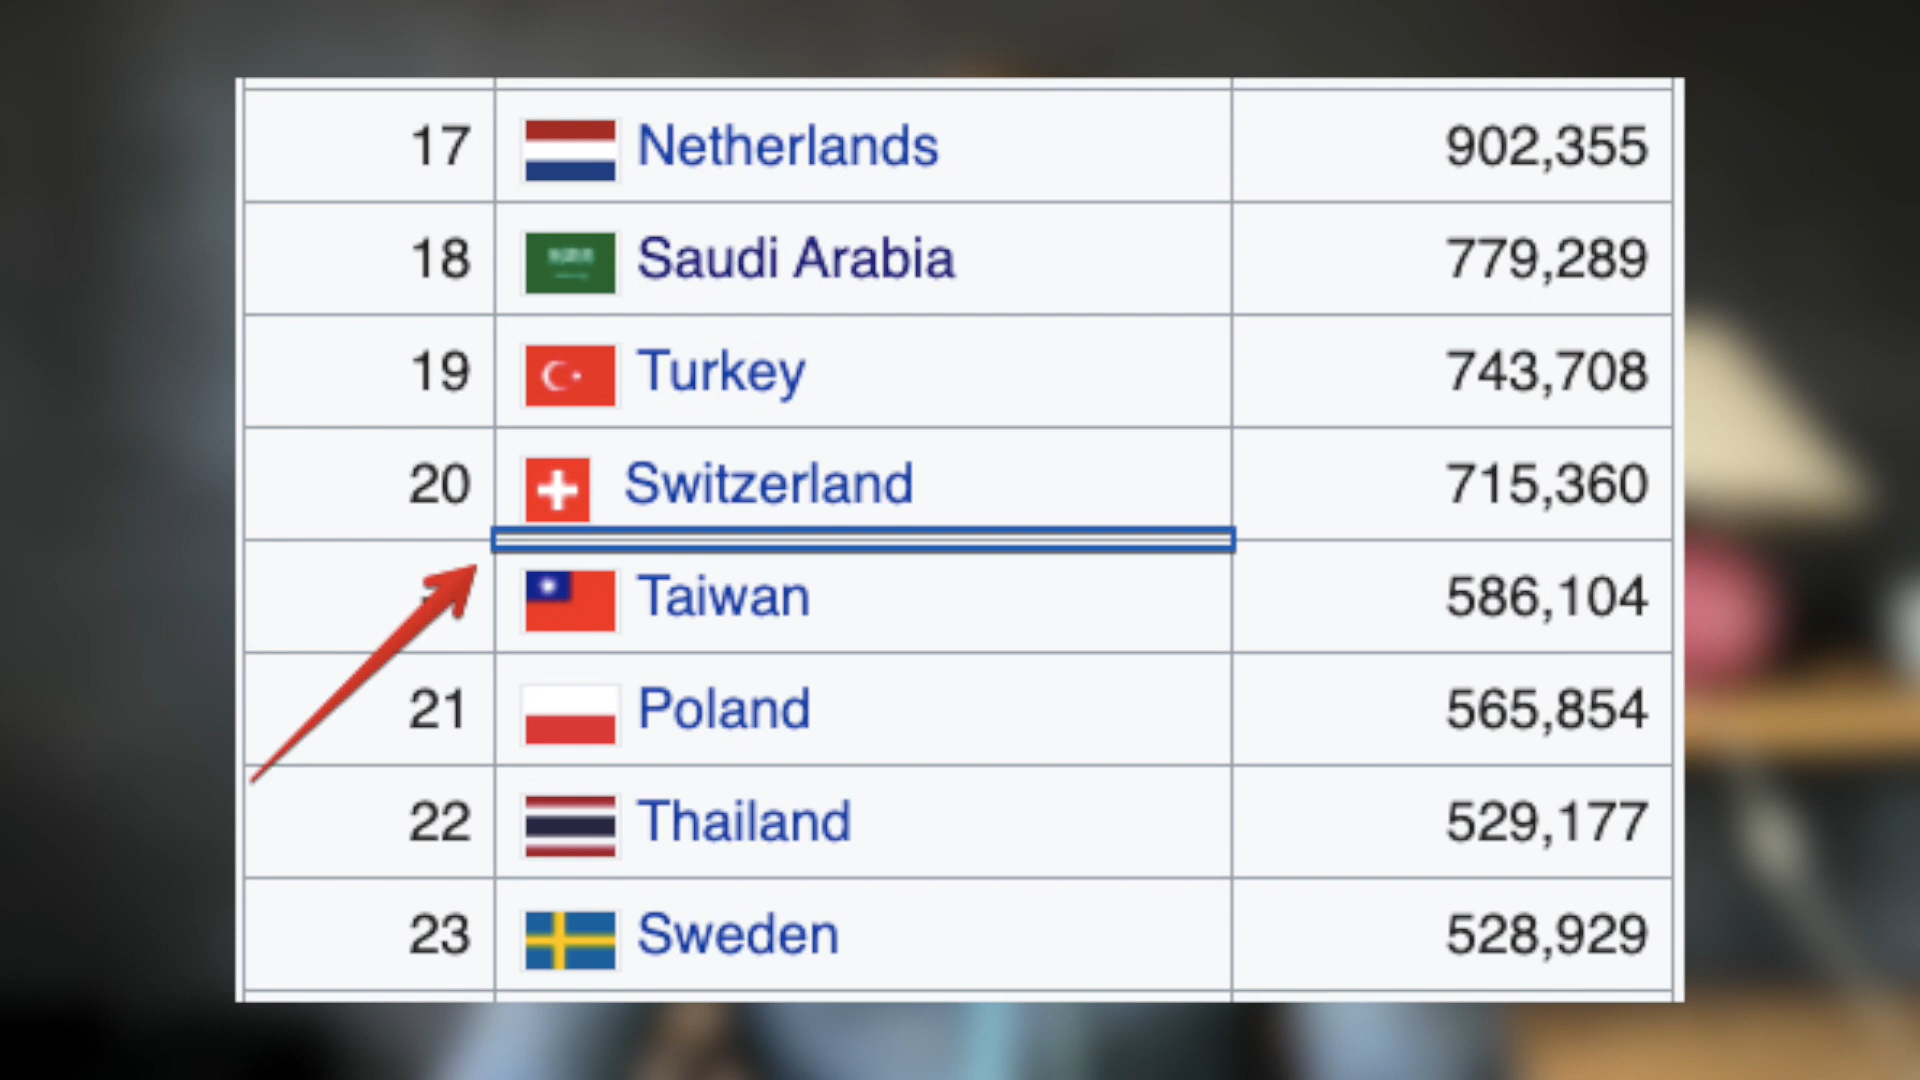 17 Netherlands 902,355
18 Saudi Arabia 779,289
19 Turkey 743,708
20 Switzerland 715,360
Taiwan 586,104
21 Poland 565,854
22 Thailand 529,177
23 Sweden 528,929